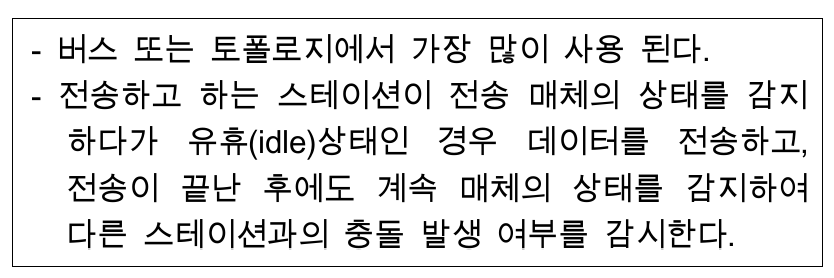 - 버스 또는 토폴로지에서 가장 많이 사용 된다.
- 전송하고 하는 스테이션이 전송 매체의 상태를 감지
하다가 유휴(idle)상태인 경우 데이터를 전송하고,
전송이 끝난 후에도 계속 매체의 상태를 감지하여
다른 스테이션과의 충돌 발생 여부를 감시한다.